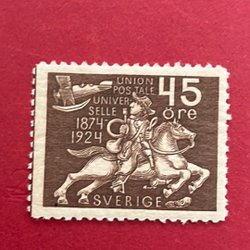 UNION 45
POSTALE öre
UNIVER
SELLE
1874
1924
SVERIGE